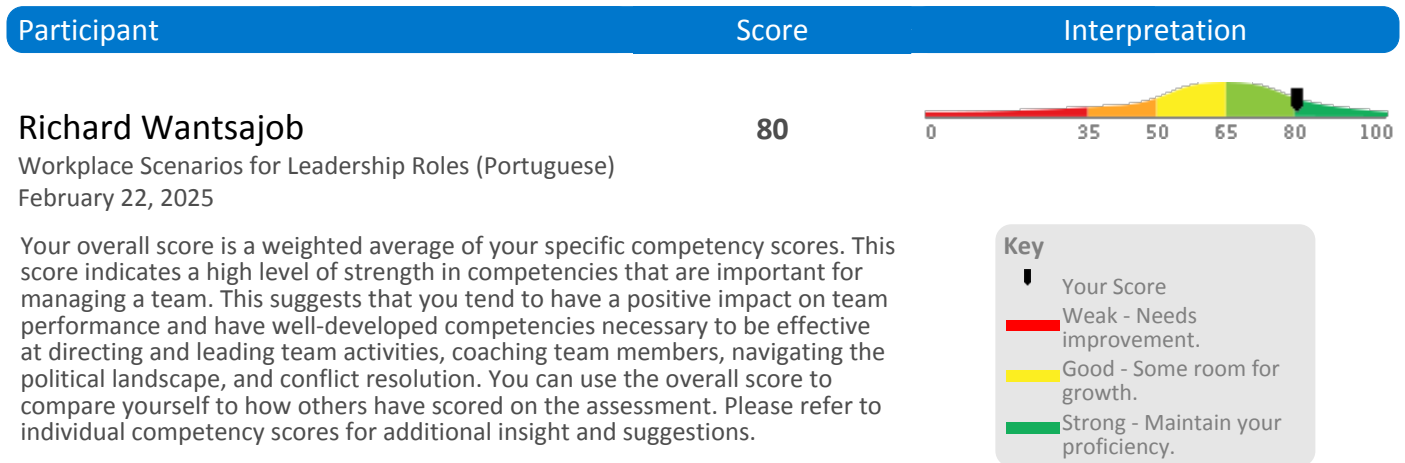 Participant Score Interpretation
Richard Wantsajob 80
0 35 50 65 80 100
Workplace Scenarios for Leadership Roles (Portuguese)
February 22, 2025
Your overall score is a weighted average of your specific competency scores. This
score indicates a high level of strength in competencies that are important for
managing a team. This suggests that you tend to have a positive impact on team
performance and have well-developed competencies necessary to be effective
at directing and leading team activities, coaching team members, navigating the
political landscape, and conflict resolution. You can use the overall score to
compare yourself to how others have scored on the assessment. Please refer to
individual competency scores for additional insight and suggestions.
Key
Your Score
Weak - Needs
improvement.
Good - Some room for
growth.
Strong - Maintain your
proficiency.